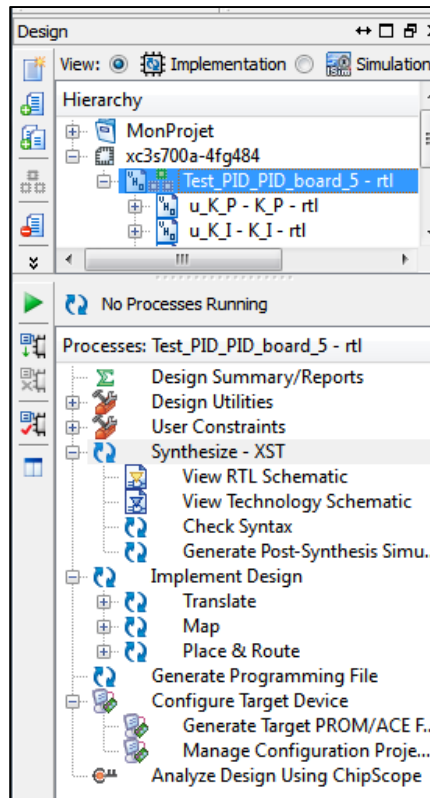 Design
View: Implementation Simulation
Hierarchy
MonProjet
xc3s700a-4fg484
Test_PID_PID_board_5 - rtl
u_K_P - K_P - rtl
u_K_I - K_I - rtl
No Processes Running
Processes: Test_PID_PID_board_5 - rtl
Design Summary/Reports
Design Utilities
User Constraints
Synthesize - XST
View RTL Schematic
View Technology Schematic
Check Syntax
Generate Post-Synthesis Simu...
Implement Design
Translate
Map
Place & Route
Generate Programming File
Configure Target Device
Generate Target PROM/ACE F...
Manage Configuration Proje...
Analyze Design Using ChipScope